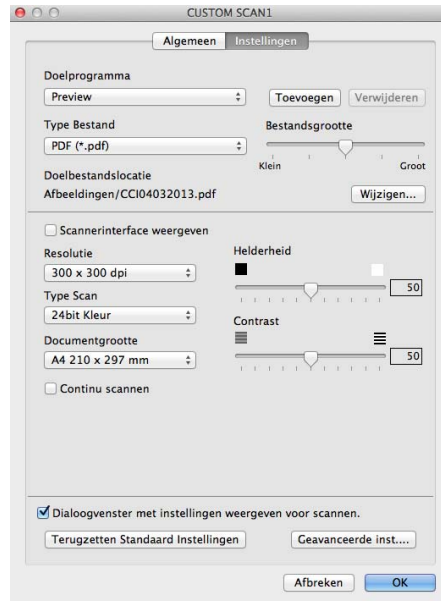 CUSTOM SCAN1
Algemeen Instellingen
Doelprogramma
Preview Toevoegen Verwijderen
Type Bestand Bestandsgrootte
PDF (*.pdf)
Klein Groot
Doelbestandslocatie
Afbeeldingen/CCI04032013.pdf Wijzigen...
Scannerinterface weergeven
Resolutie Helderheid
300 x 300 dpi 50
Type Scan
24bit Kleur
Contrast
Documentgrootte
A4 210 x 297 mm 50
Continu scannen
Dialoogvenster met instellingen weergeven voor scannen.
Terugzetten Standaard Instellingen Geavanceerde inst....
Afbreken OK